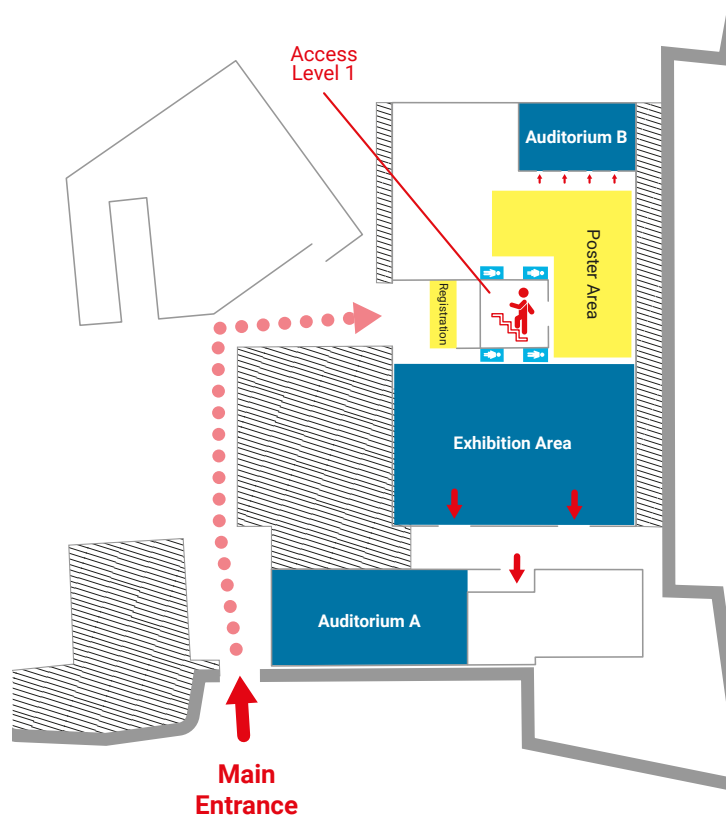 Access
Level 1
Auditorium B
Poster Area
Registration
Exhibition Area
Auditorium A
Main
Entrance